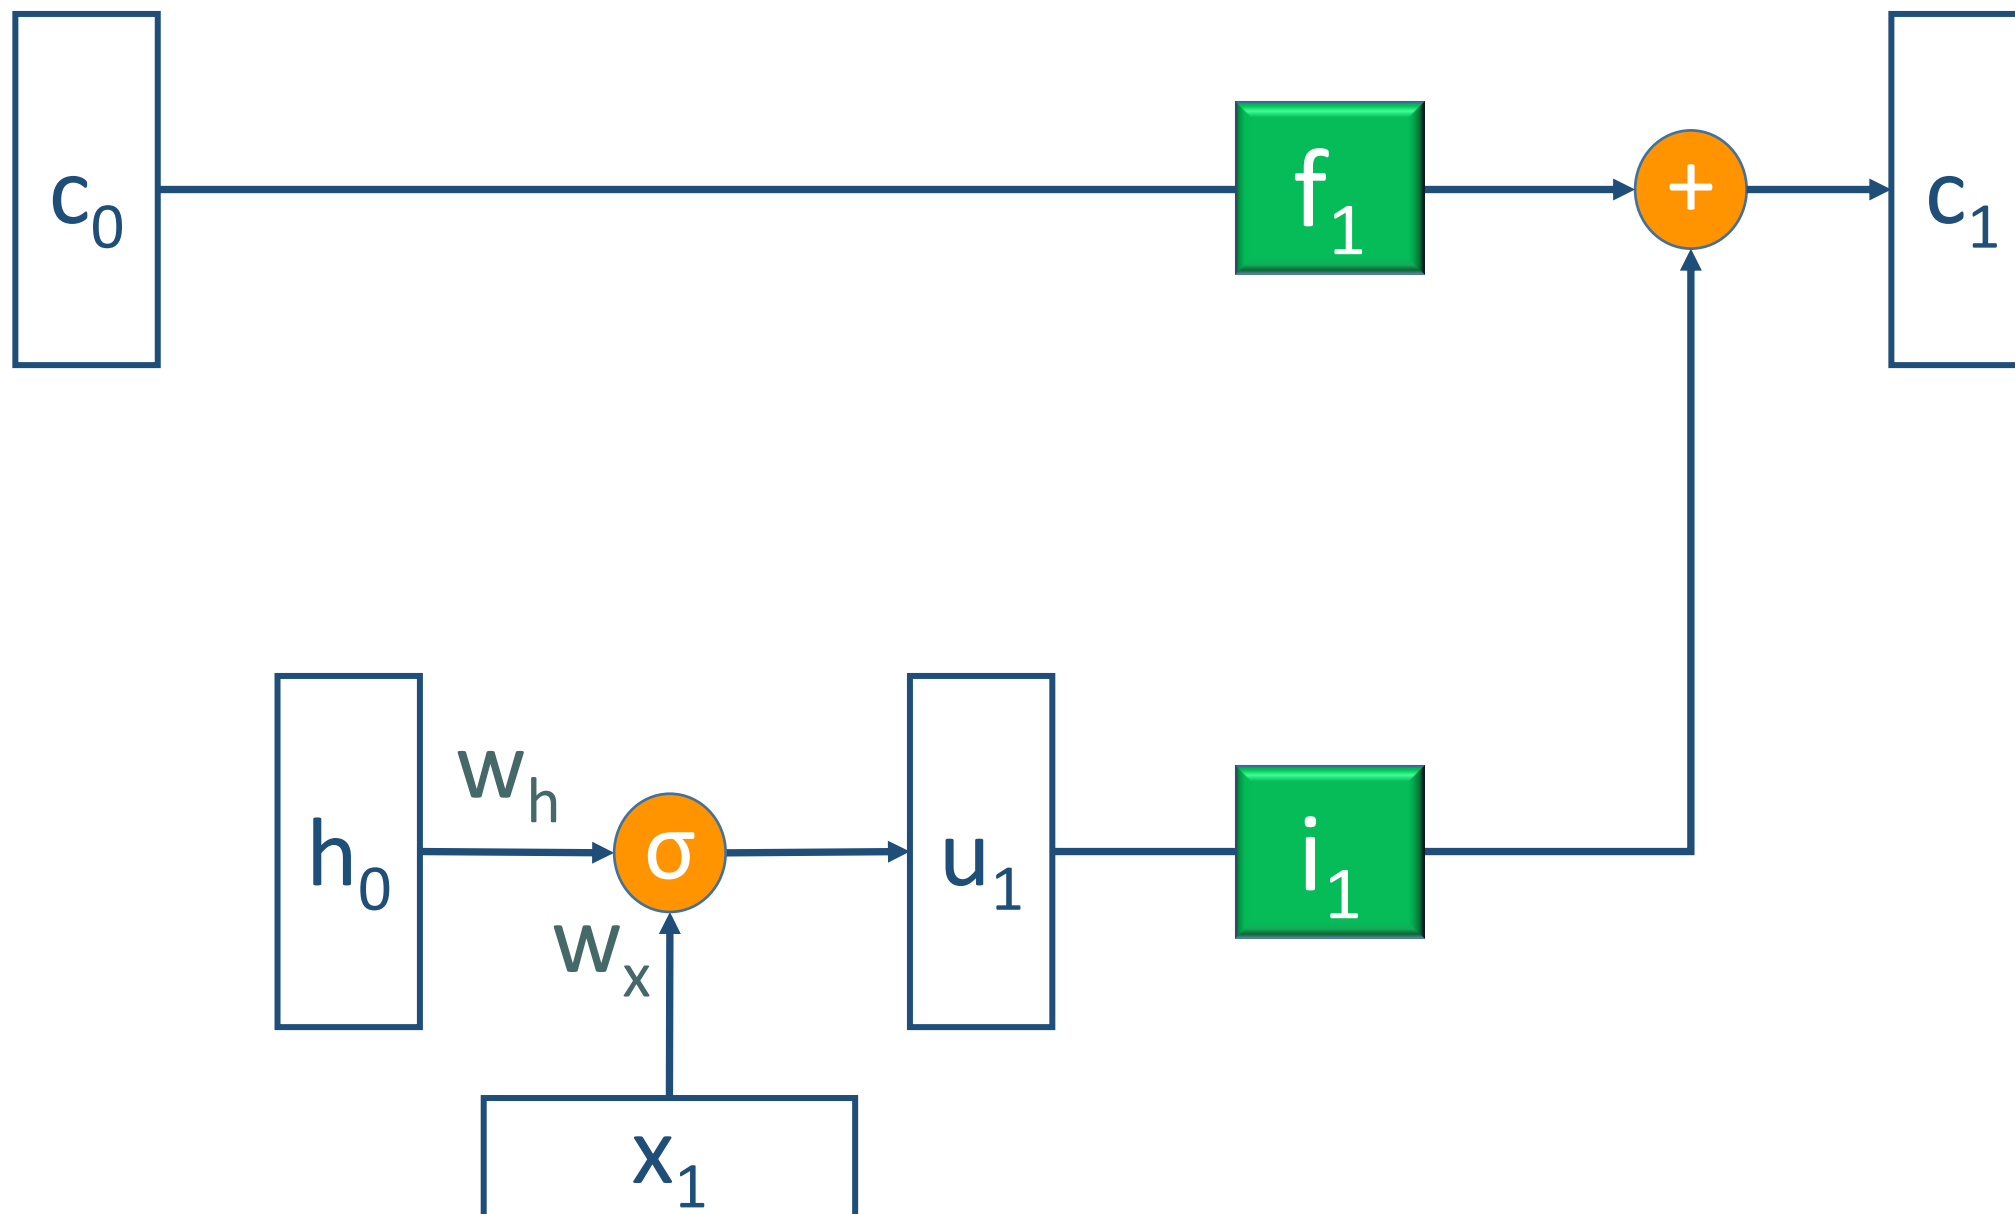 c₀
f₁
+
c₁
wₕ
h₀
σ
u₁
i₁
wₓ
x₁